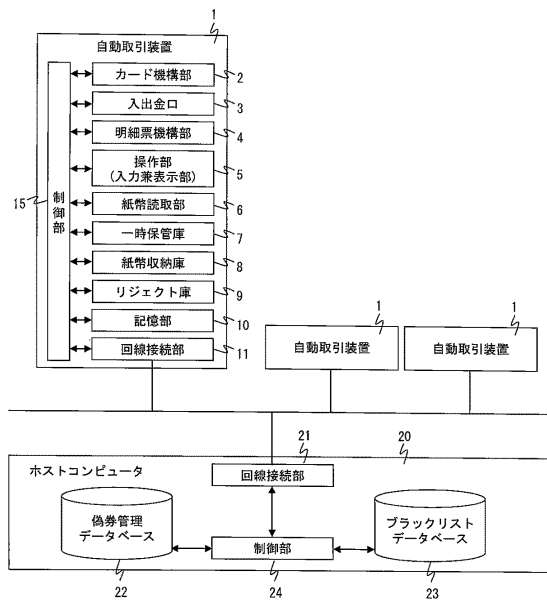 1
自動取引装置
カード機構部
2
入出金口
3
明細票機構部
4
操作部
(入力兼表示部)
5
紙幣読取部
6
一時保管庫
7
紙幣収納庫
8
リジェクト庫
9
記憶部
10
回線接続部
11
制御部
15
1
自動取引装置
1
自動取引装置
21
20
ホストコンピュータ
回線接続部
偽券管理
データベース
22
制御部
24
ブラックリスト
データベース
23